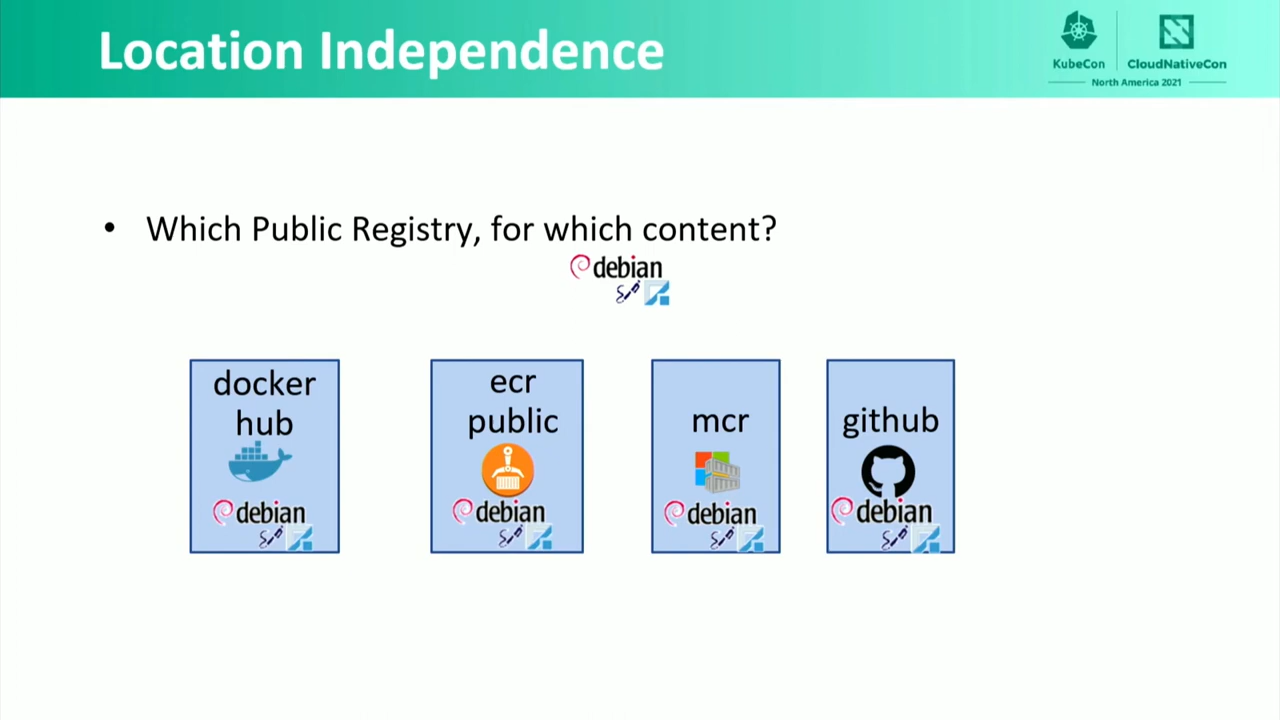 Location Independence
KubeCon
CloudNativeCon
North America 2021
• Which Public Registry, for which content?
debian
docker
hub
debian
ecr
public
debian
mcr
debian
github
debian